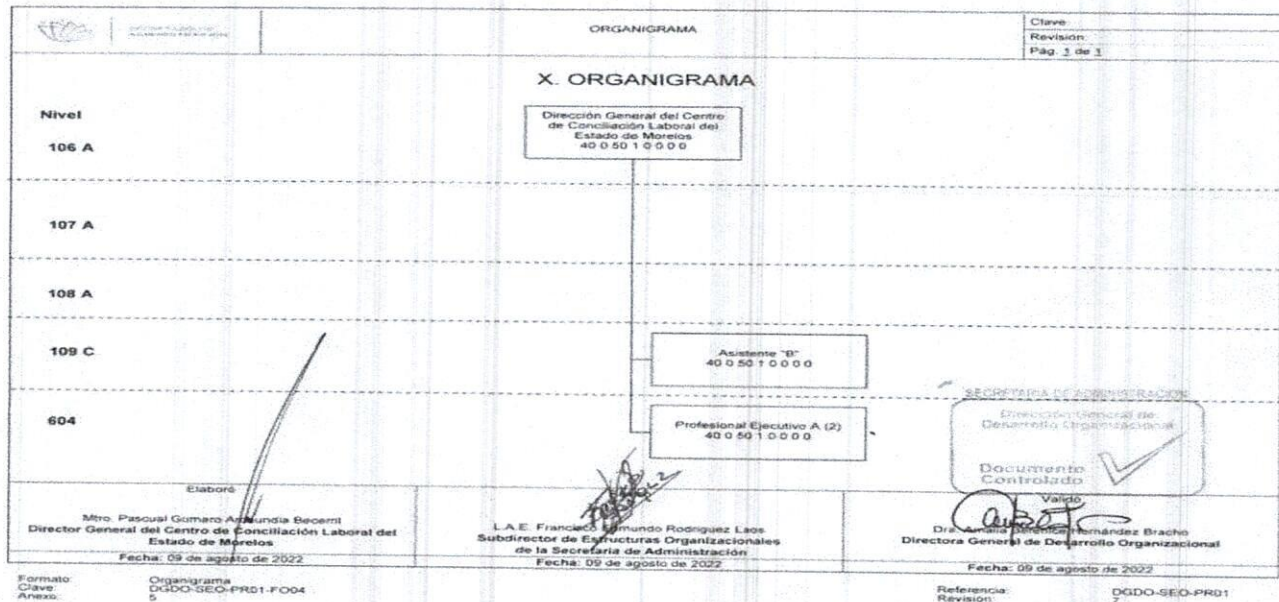 ORGANIGRAMA
Clave:
Revisión:
Pág. 1 de 1
X. ORGANIGRAMA
Nivel
106 A
Dirección General del Centro
de Conciliación Laboral del
Estado de Morelos
40 0 50 1 0 0 0 0
107 A
108 A
109 C
Asistente "B"
40 0 50 1 0 0 0 0
604
Profesional Ejecutivo A (2)
40 0 50 1 0 0 0 0
SECRETARIA DE ADMINISTRACION
Dirección General de
Desarrollo Organizacional
Documento
Controlado
Elaboró
Mtro. Pascual Becerril
Director General del Centro de Conciliación Laboral del
Estado de Morelos
Fecha: 09 de agosto de 2022
L.A.E. Francisco Edmundo Rodríguez Laos
Subdirector de Estructuras Organizacionales
de la Secretaría de Administración
Fecha: 09 de agosto de 2022
Validó
Dra. Amalia Hernández Bracho
Directora General de Desarrollo Organizacional
Fecha: 09 de agosto de 2022
Formato: Organigrama
Clave: DGDO-SEO-PR01-FO04
Anexo: 5
Referencia: DGDO-SEO-PR01
Revisión: 7